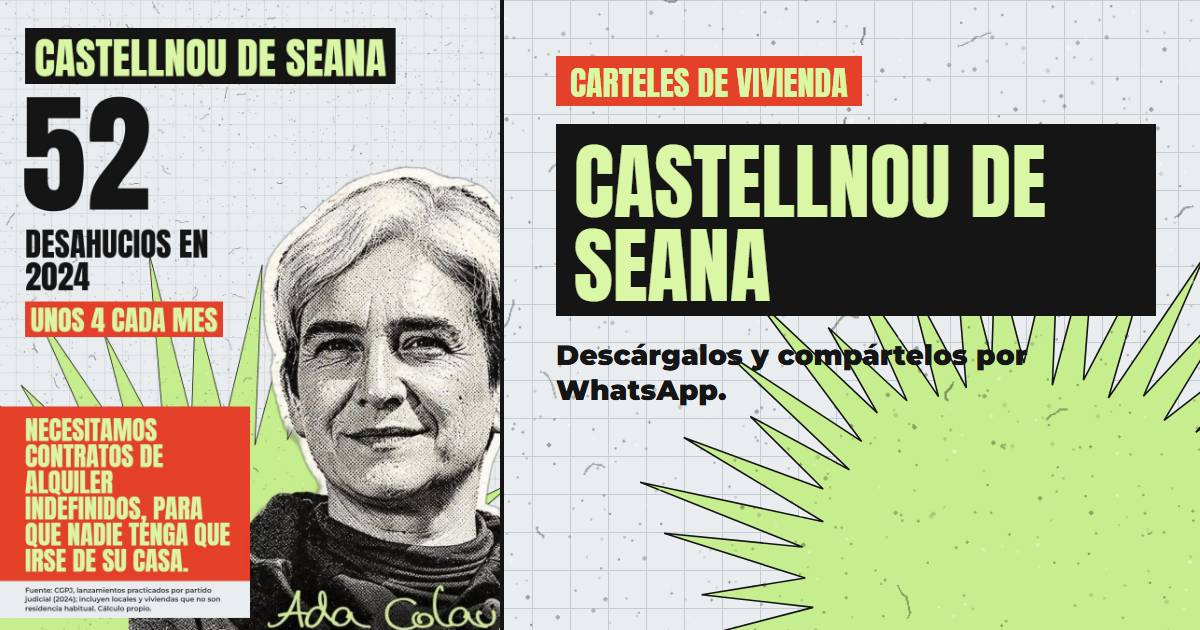 CASTELLNOU DE SEANA
52
DESAHUCIOS EN
2024
UNOS 4 CADA MES
NECESITAMOS
CONTRATOS DE
ALQUILER
INDEFINIDOS, PARA
QUE NADIE TENGA QUE
IRSE DE SU CASA.
Fuente: CGPJ, lanzamientos practicados por partido
judicial (2024); incluyen locales y viviendas que no son
residencia habitual. Cálculo propio.
Ada Colau
CARTELES DE VIVIENDA
CASTELLNOU DE
SEANA
Descárgalos y compártelos por
WhatsApp.